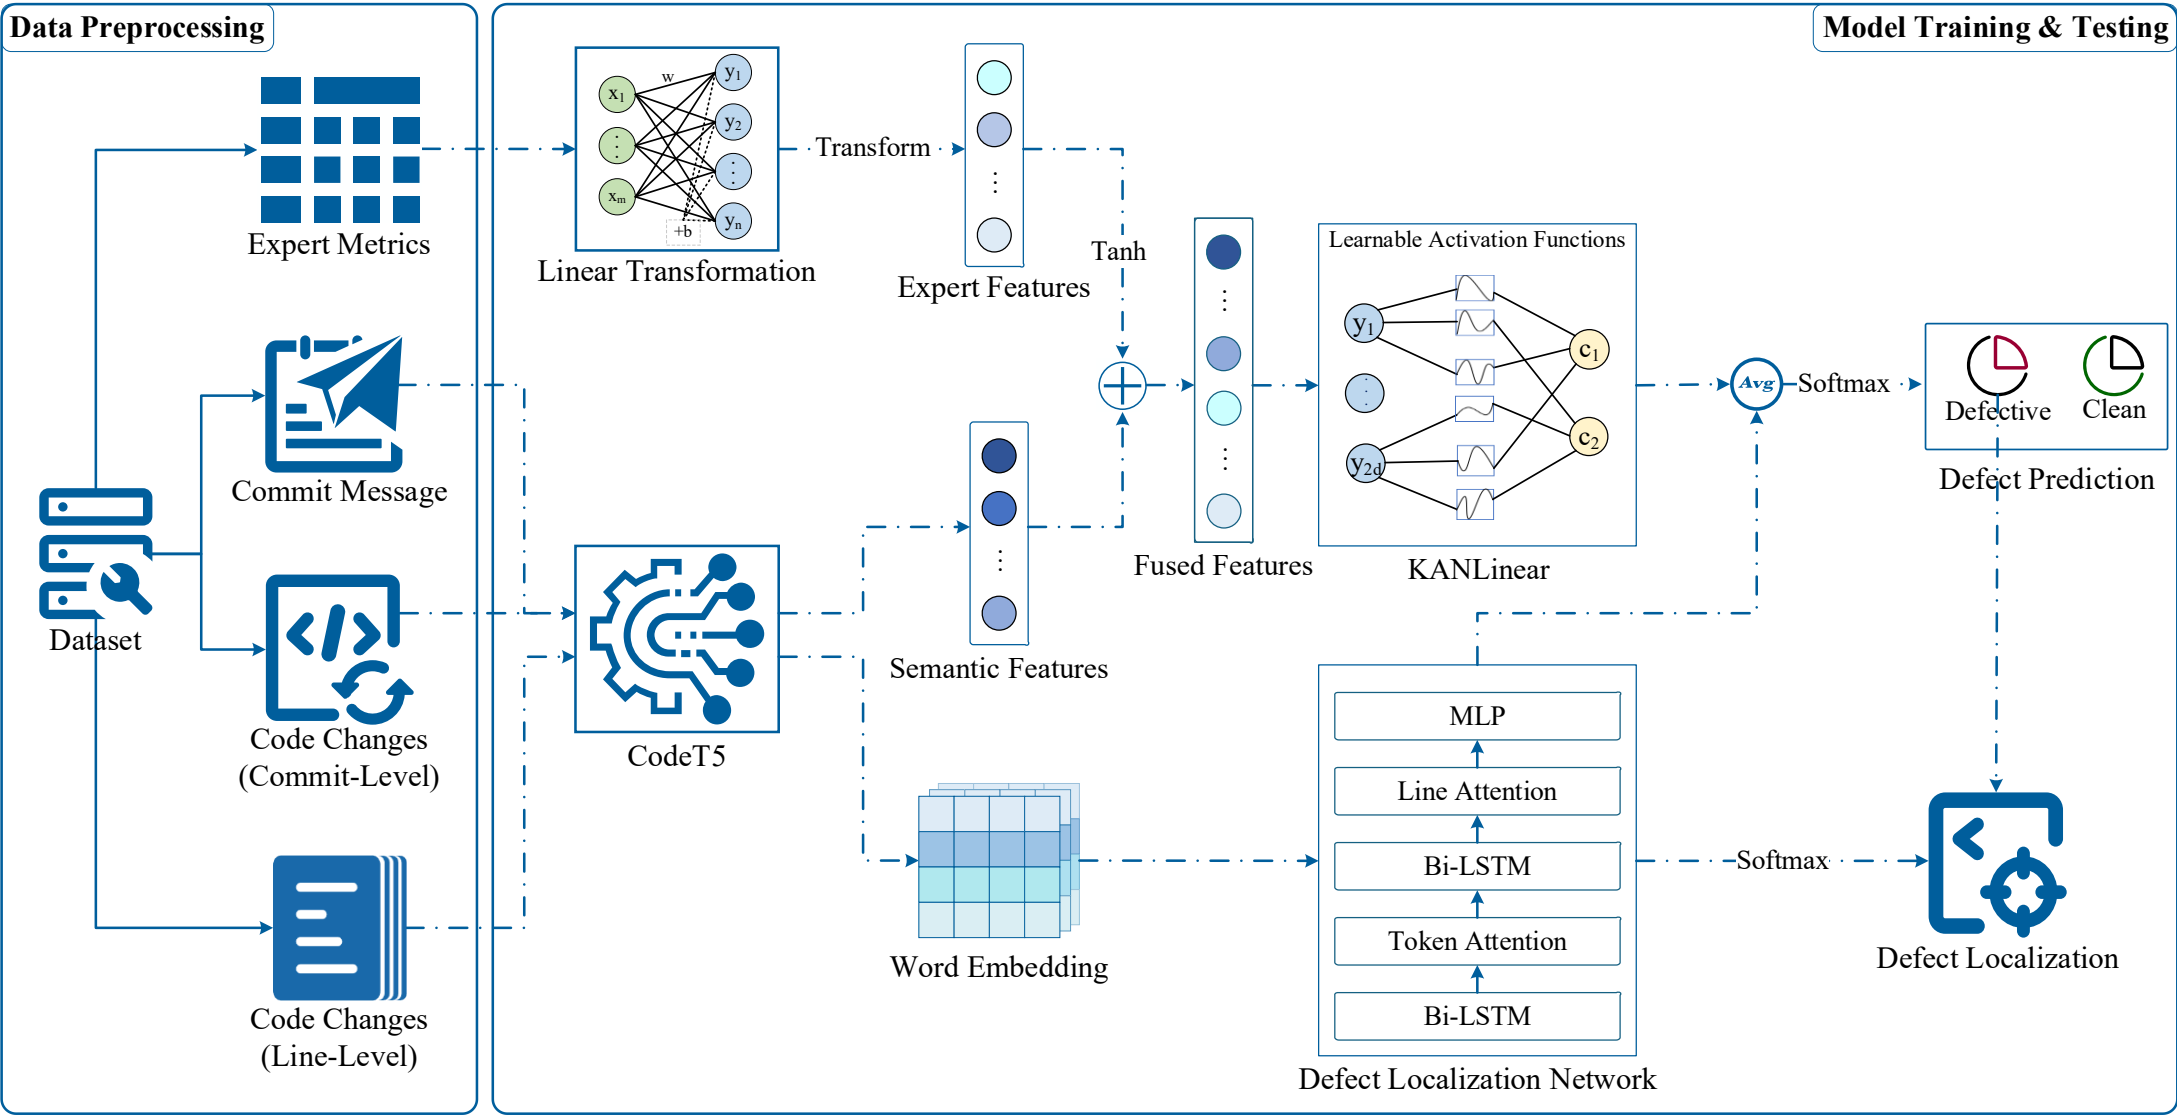 Data Preprocessing
Model Training & Testing
Expert Metrics
Commit Message
Dataset
Code Changes
(Commit-Level)
Code Changes
(Line-Level)
w
x1
⋮
xm
y1
y2
⋮
yn
+b
Linear Transformation
Transform
⋮
Expert Features
Tanh
CodeT5
⋮
Semantic Features
Word Embedding
⋮
⋮
Fused Features
Learnable Activation Functions
y1
⋮
y2d
c1
c2
KANLinear
Avg
Softmax
Defective
Clean
Defect Prediction
MLP
Line Attention
Bi-LSTM
Token Attention
Bi-LSTM
Defect Localization Network
Softmax
Defect Localization